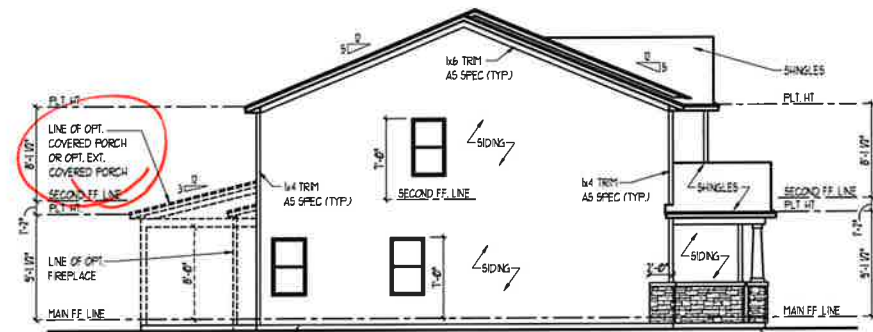 12
5
1x6 TRIM
AS SPEC (TYP.)
12
5
SHINGLES
PLT. HT
PLT. HT
LINE OF OPT.
COVERED PORCH
OR OPT. EXT.
COVERED PORCH
8'-1 1/2"
7'-0"
SIDING
8'-1 1/2"
12
3
1x4 TRIM
AS SPEC (TYP.)
1x4 TRIM
AS SPEC (TYP.)
SHINGLES
SECOND F.F. LINE
SECOND F.F. LINE
SECOND F.F. LINE
PLT. HT
PLT. HT
1'-2"
1'-2"
LINE OF OPT.
FIREPLACE
8'-0"
7'-0"
SIDING
2'-0"
SIDING
9'-1 1/2"
9'-1 1/2"
MAIN F.F. LINE
MAIN F.F. LINE